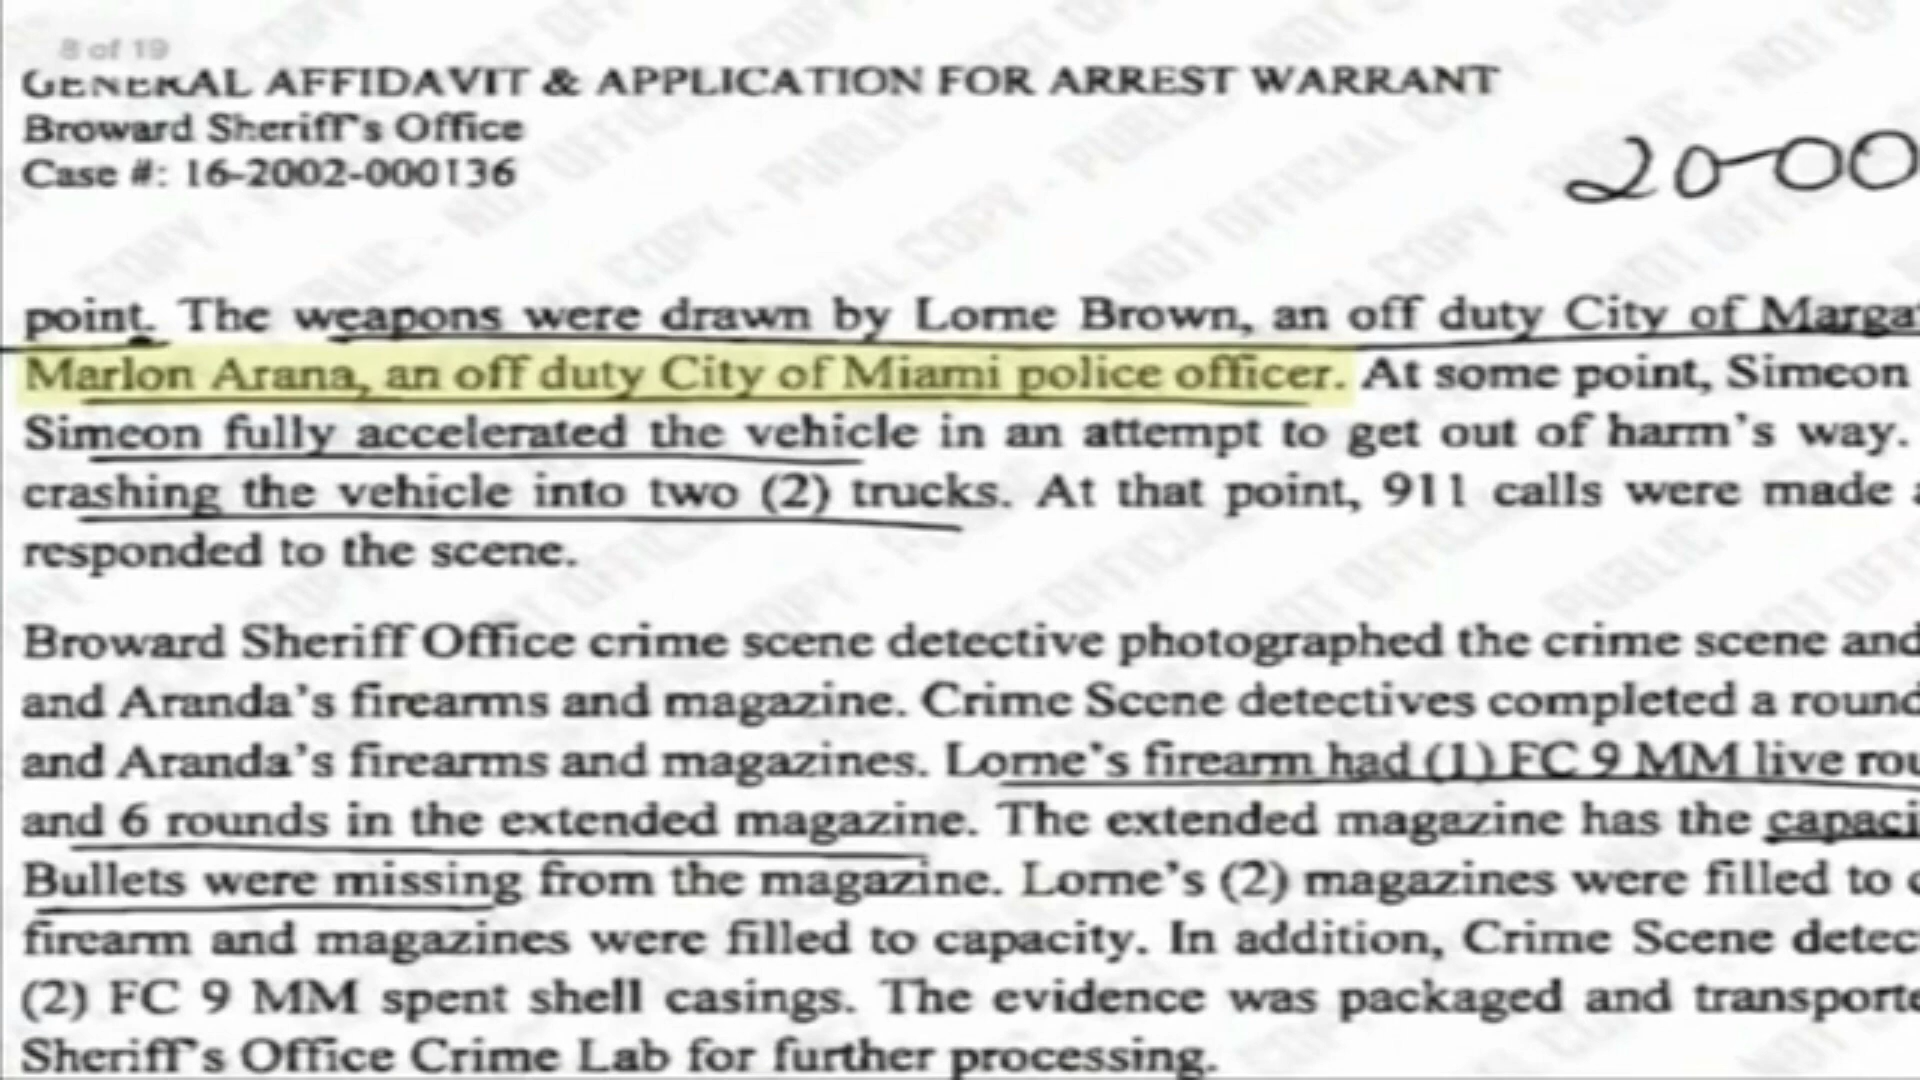 8 of 19
GENERAL AFFIDAVIT & APPLICATION FOR ARREST WARRANT
Broward Sheriff's Office
Case #: 16-2002-000136
20-00
point. The weapons were drawn by Lorne Brown, an off duty City of
Marlon Arana, an off duty City of Miami police officer. At some point, Simeon
Simeon fully accelerated the vehicle in an attempt to get out of harm's way.
crashing the vehicle into two (2) trucks. At that point, 911 calls were made
responded to the scene.
Broward Sheriff Office crime scene detective photographed the crime scene and
and Aranda's firearms and magazine. Crime Scene detectives completed a round
and Aranda's firearms and magazines. Lorne's firearm had (1) FC 9 MM live
and 6 rounds in the extended magazine. The extended magazine has the
Bullets were missing from the magazine. Lorne's (2) magazines were filled to
firearm and magazines were filled to capacity. In addition, Crime Scene
(2) FC 9 MM spent shell casings. The evidence was packaged and
Sheriff's Office Crime Lab for further processing.